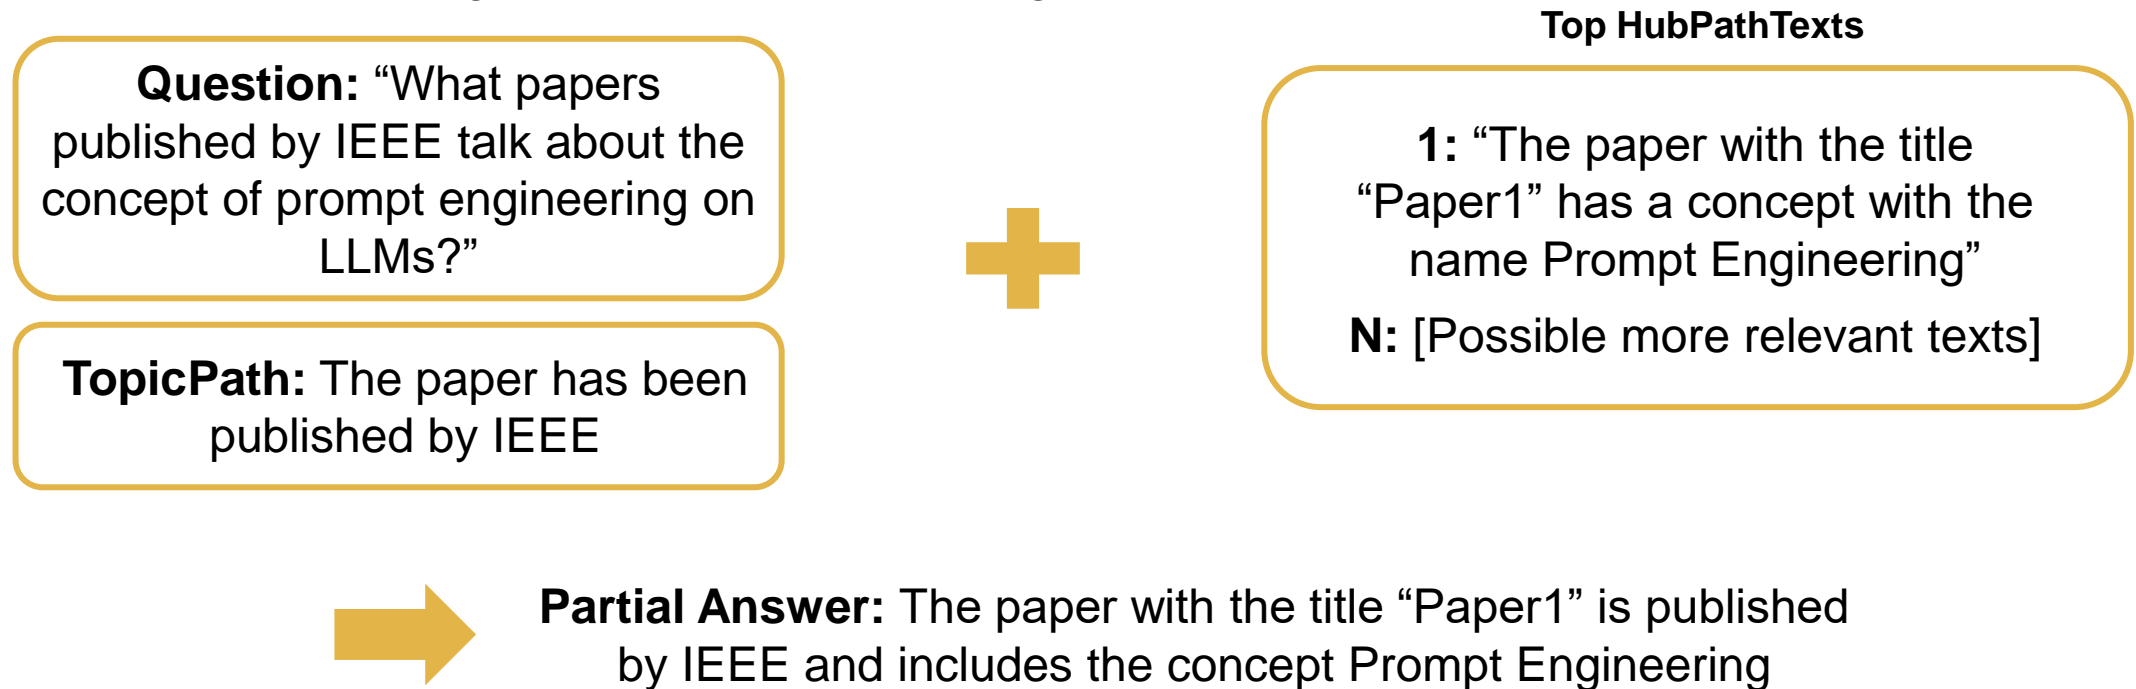 Top HubPathTexts
Question: “What papers
published by IEEE talk about the
concept of prompt engineering on
LLMs?”
TopicPath: The paper has been
published by IEEE
1: “The paper with the title
“Paper1” has a concept with the
name Prompt Engineering”
N: [Possible more relevant texts]
Partial Answer: The paper with the title “Paper1” is published
by IEEE and includes the concept Prompt Engineering